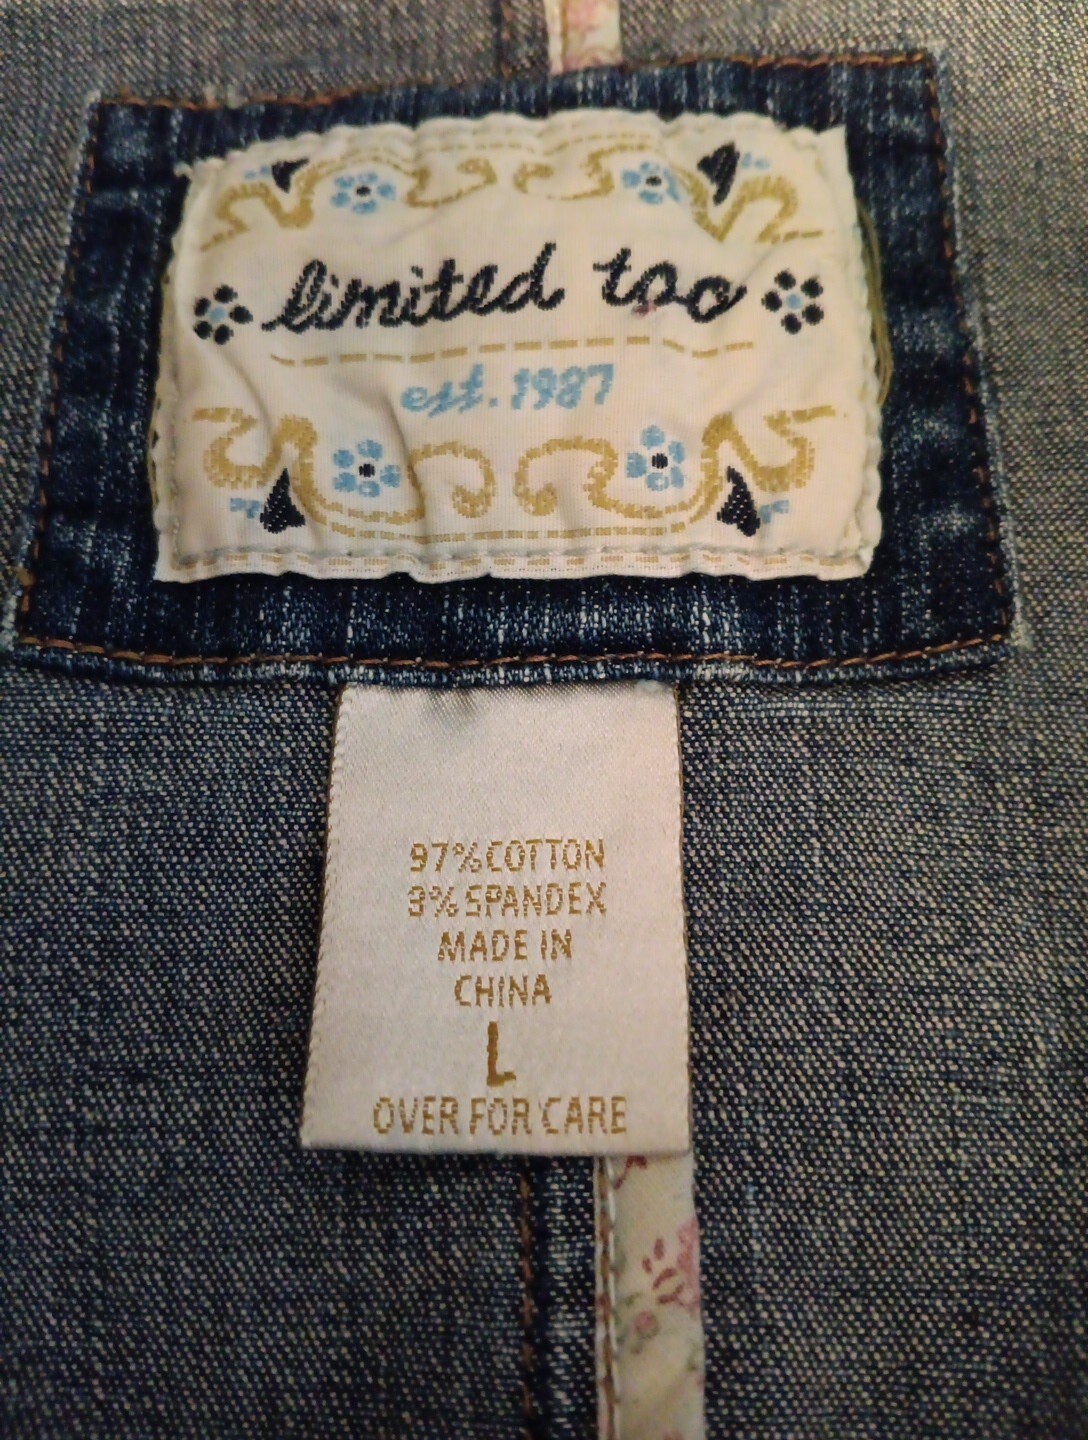 limited too
est. 1987
97% COTTON
3% SPANDEX
MADE IN
CHINA
L
OVER FOR CARE